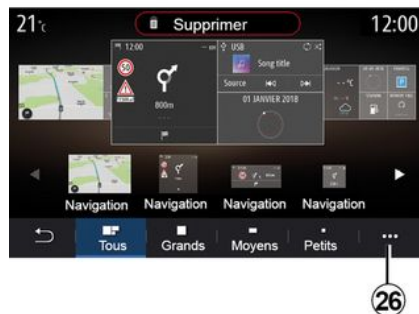 21°c
Supprimer
12:00
12:00
USB
50
Song title
800m
Source
01 JANVIER 2018
Navigation Navigation Navigation Navigation
Tous Grands Moyens Petits
26